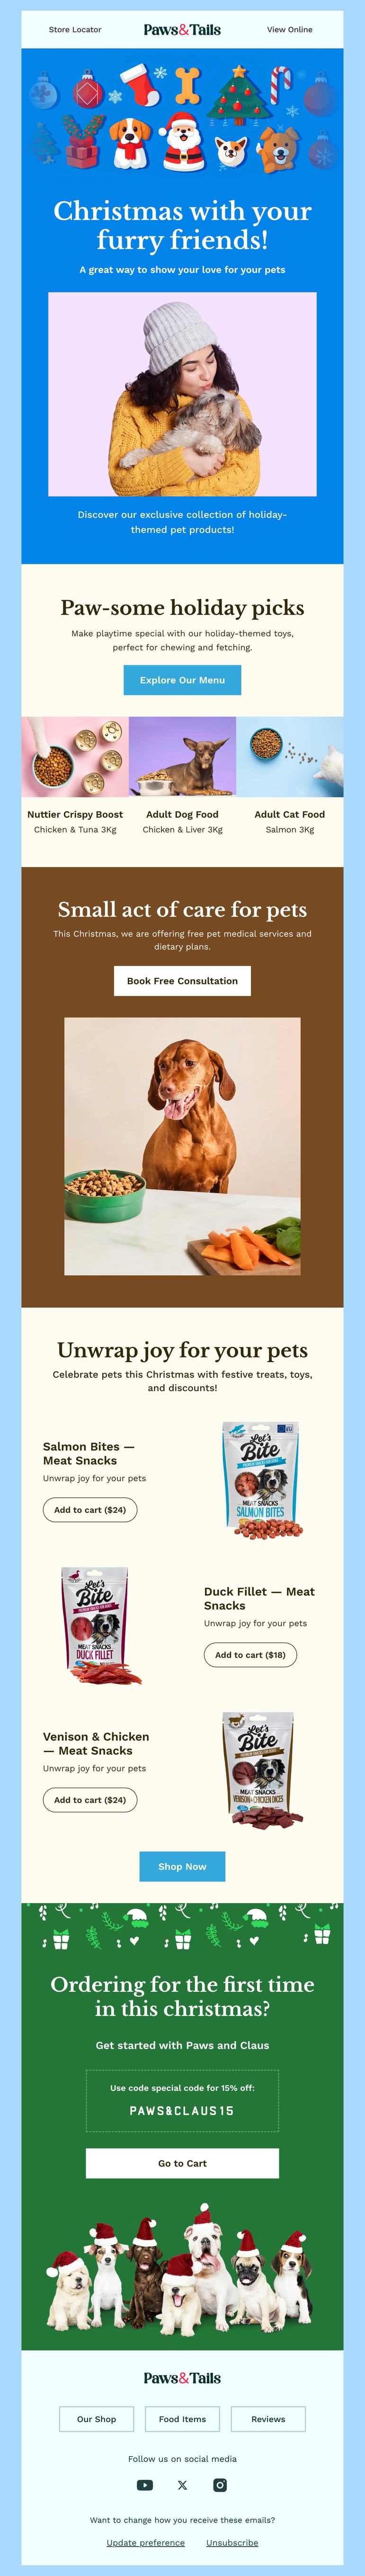 Store Locator
Paws&Tails
View Online
Christmas with your
furry friends!
A great way to show your love for your pets
Discover our exclusive collection of holiday-
themed pet products!
Paw-some holiday picks
Make playtime special with our holiday-themed toys,
perfect for chewing and fetching.
Explore Our Menu
Nuttier Crispy Boost
Chicken & Tuna 3Kg
Adult Dog Food
Chicken & Liver 3Kg
Adult Cat Food
Salmon 3Kg
Small act of care for pets
This Christmas, we are offering free pet medical services and
dietary plans.
Book Free Consultation
Unwrap joy for your pets
Celebrate pets this Christmas with festive treats, toys,
and discounts!
Salmon Bites —
Meat Snacks
Unwrap joy for your pets
Add to cart ($24)
Let's
Bite
MEAT SNACKS
SALMON BITES
Let's
Bite
MEAT SNACKS
DUCK FILLET
Duck Fillet — Meat
Snacks
Unwrap joy for your pets
Add to cart ($18)
Venison & Chicken
— Meat Snacks
Unwrap joy for your pets
Add to cart ($24)
Let's
Bite
MEAT SNACKS
VENISON & CHICKEN DICES
Shop Now
Ordering for the first time
in this christmas?
Get started with Paws and Claus
Use code special code for 15% off:
PAWS&CLAUS15
Go to Cart
Paws&Tails
Our Shop
Food Items
Reviews
Follow us on social media
Want to change how you receive these emails?
Update preference
Unsubscribe